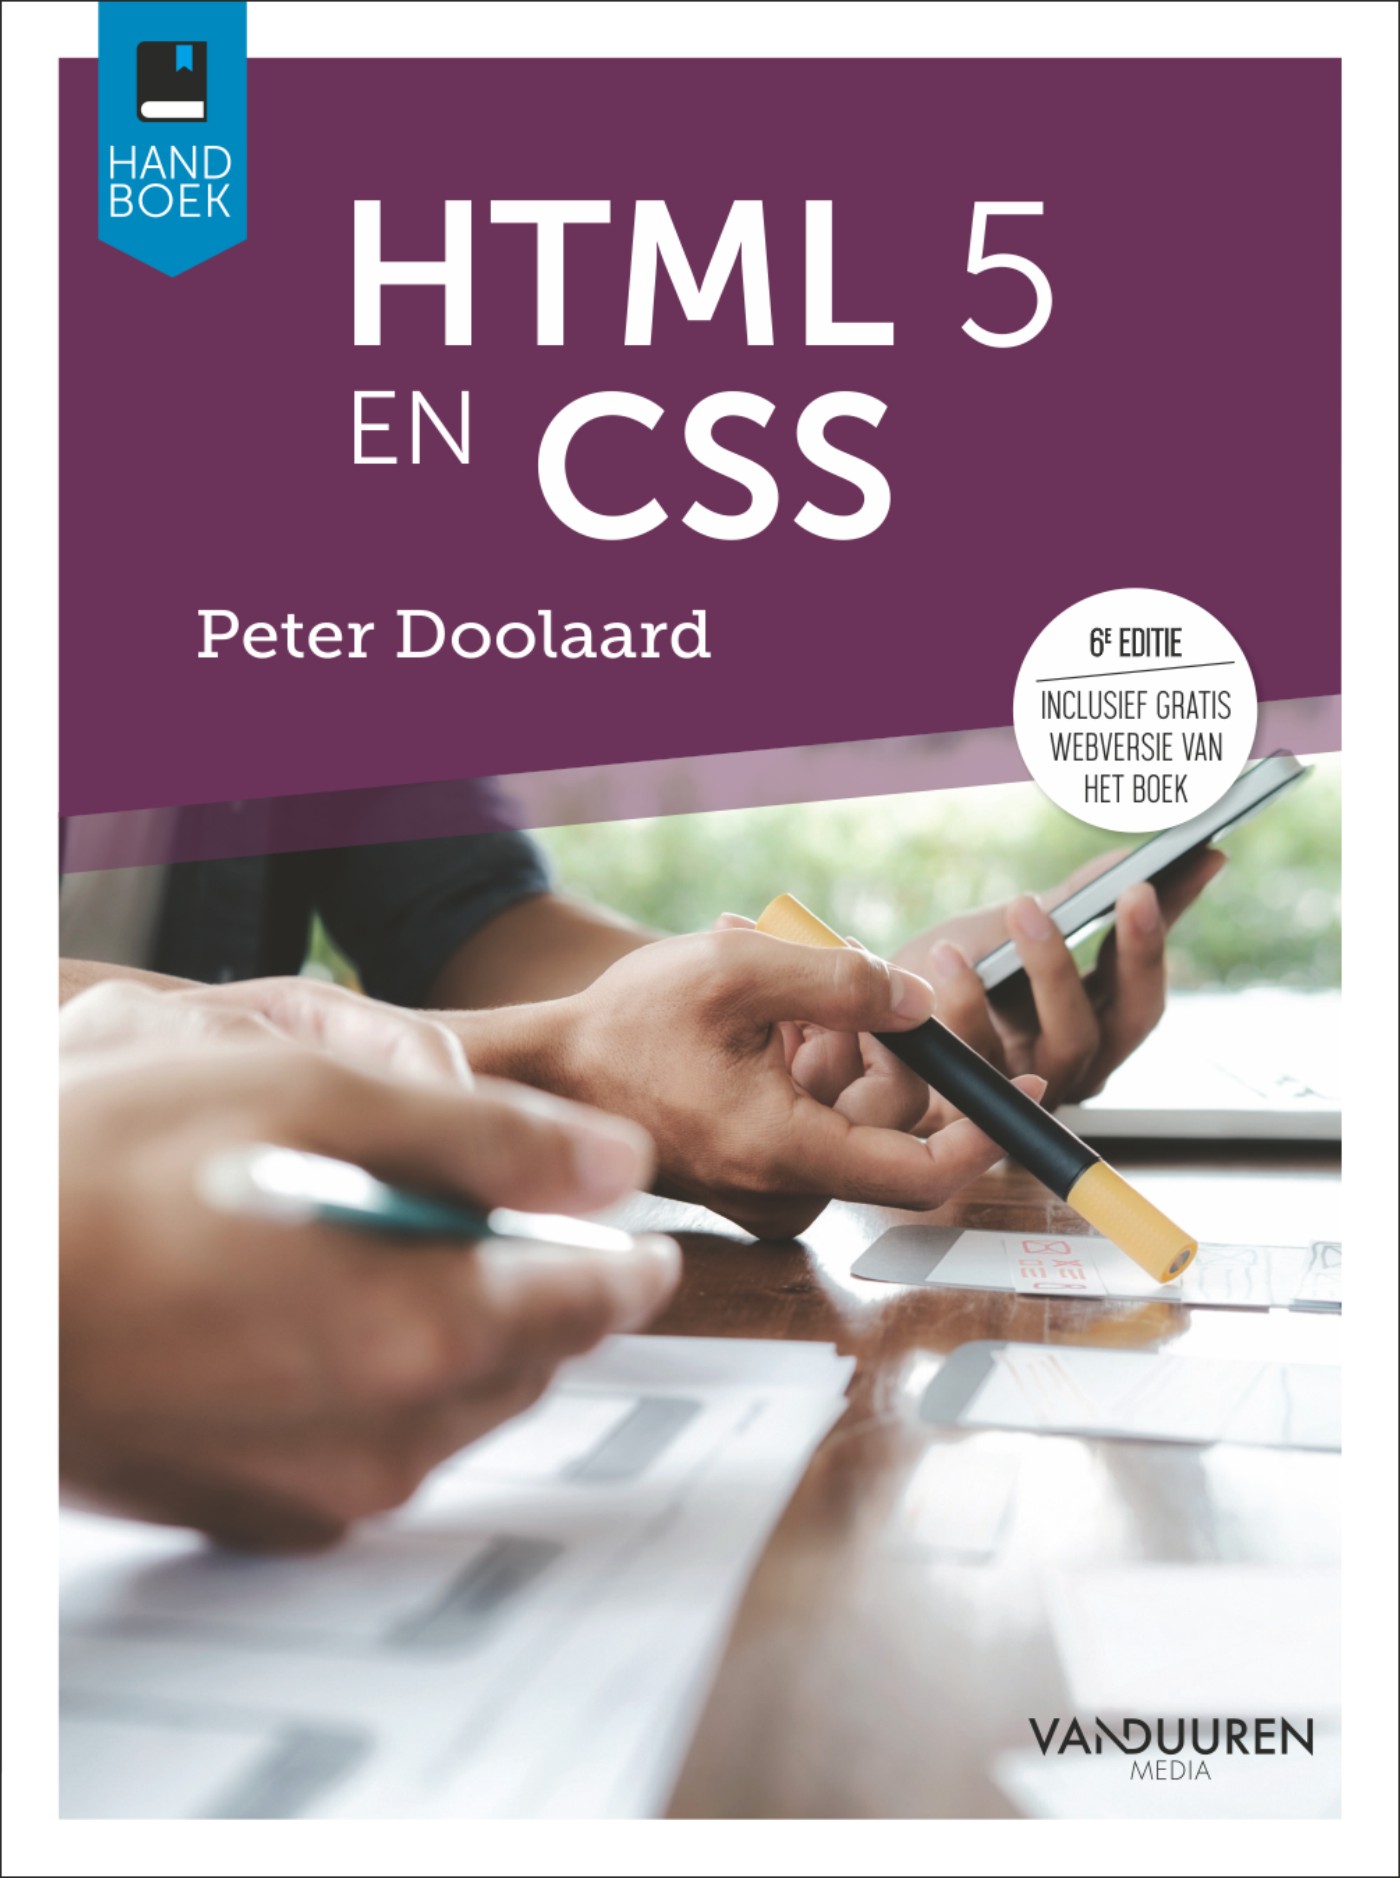 HAND
BOEK
HTML 5
EN CSS
Peter Doolaard
6E EDITIE
INCLUSIEF GRATIS
WEBVERSIE VAN
HET BOEK
VANDUUREN
MEDIA